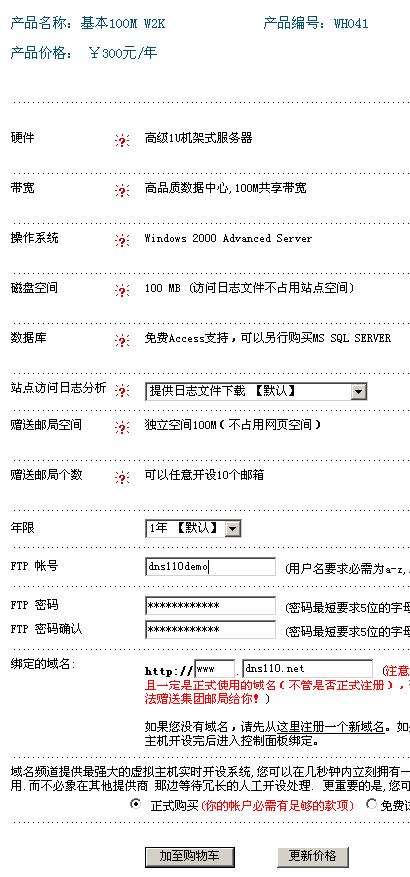 产品名称：基本100M W2K 产品编号：WH041
产品价格： ￥300元/年
硬件 高级1U机架式服务器
带宽 高品质数据中心,100M共享带宽
操作系统 Windows 2000 Advanced Server
磁盘空间 100 MB (访问日志文件不占用站点空间)
数据库 免费Access支持，可以另行购买MS SQL SERVER
站点访问日志分析 提供日志文件下载 【默认】
赠送邮局空间 独立空间100M(不占用网页空间)
赠送邮局个数 可以任意开设10个邮箱
年限 1年 【默认】
FTP 帐号 dns110demo (用户名要求必需为a-z,
FTP 密码 ************ (密码最短要求5位的字母
FTP 密码确认 ************ (密码最短要求5位的字母
绑定的域名: http:// www dns110.net (注意
且一定是正式使用的域名(不管是否正式注册)，
法赠送集团邮局给你！)
如果您没有域名，请先从这里注册一个新域名。如
主机开设完后进入控制面板绑定。
域名频道提供最强大的虚拟主机实时开设系统,您可以在几秒钟内立刻拥有一
用.而不必象在其他提供商 那边等待冗长的人工开设处理. 更重要的是,您可
正式购买(你的帐户必需有足够的款项) 免费
加至购物车 更新价格